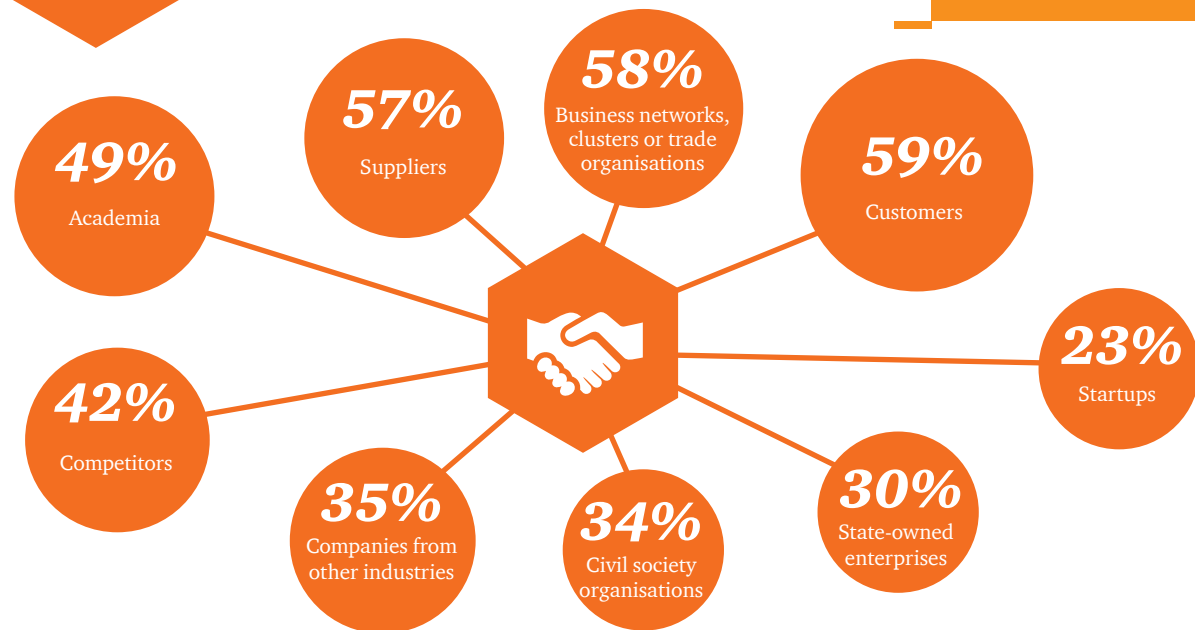 58%
Business networks,
clusters or trade
organisations
57%
Suppliers
59%
Customers
49%
Academia
23%
Startups
42%
Competitors
35%
Companies from
other industries
34%
Civil society
organisations
30%
State-owned
enterprises